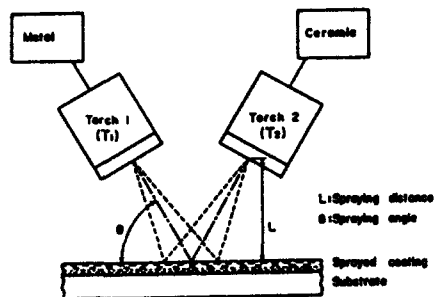 Metal
Ceramic
Torch 1
(T₁)
Torch 2
(T₂)
L:Spraying distance
θ:Spraying angle
θ
L
Sprayed coating
Substrate